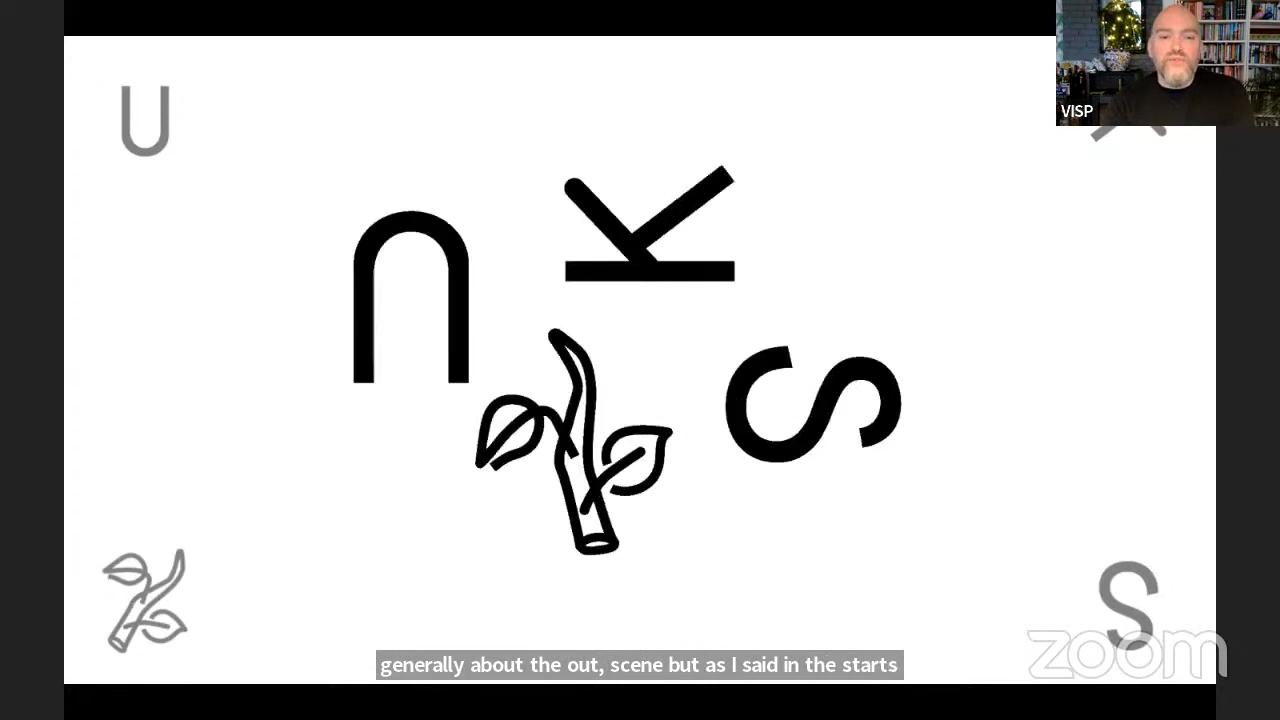 VISP
U
K
U
S
S
zoom
generally about the out, scene but as I said in the starts